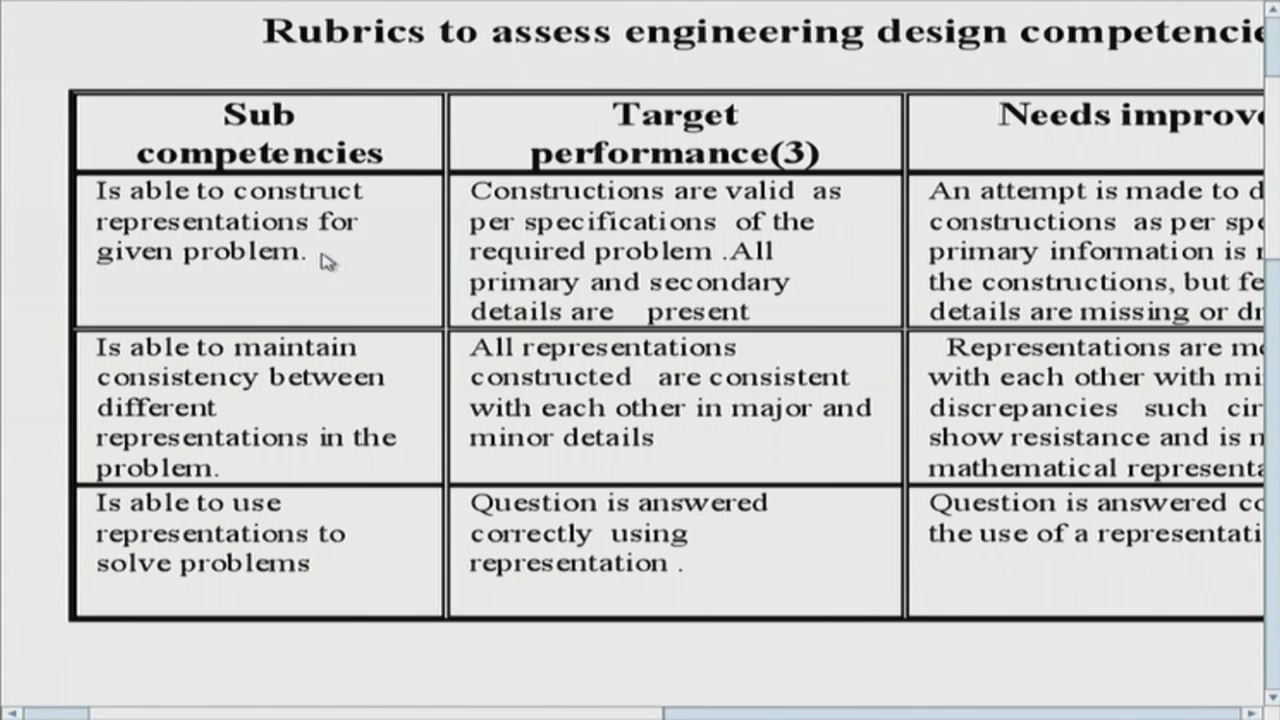 Rubrics to assess engineering design
Sub
competencies
Target
performance(3)
Needs
Is able to construct
representations for
given problem.
Constructions are valid as
per specifications of the
required problem .All
primary and secondary
details are present
An attempt is made to
constructions as per
primary information is
the constructions, but
details are missing or
Is able to maintain
consistency between
different
representations in the
problem.
All representations
constructed are consistent
with each other in major and
minor details
Representations are
with each other with
discrepancies such
show resistance and is
mathematical
Is able to use
representations to
solve problems
Question is answered
correctly using
representation .
Question is answered
the use of a